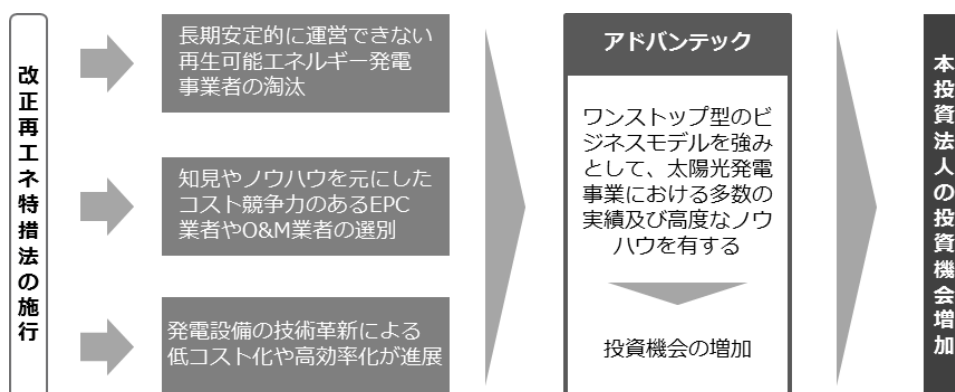 改正再エネ特措法の施行
長期安定的に運営できない
再生可能エネルギー発電
事業者の淘汰
知見やノウハウを元にした
コスト競争力のあるEPC
業者やO&M業者の選別
発電設備の技術革新による
低コスト化や高効率化が進展
アドバンテック
ワンストップ型のビ
ジネスモデルを強み
として、太陽光発電
事業における多数の
実績及び高度なノウ
ハウを有する
投資機会の増加
本投資法人の投資機会増加